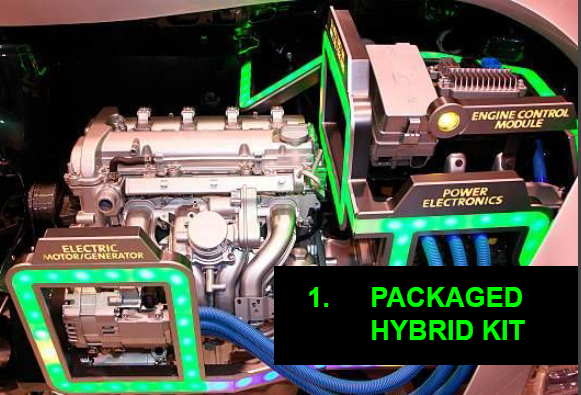 ENGINE CONTROL
MODULE
POWER
ELECTRONICS
ELECTRIC
MOTOR/GENERATOR
1. PACKAGED
HYBRID KIT